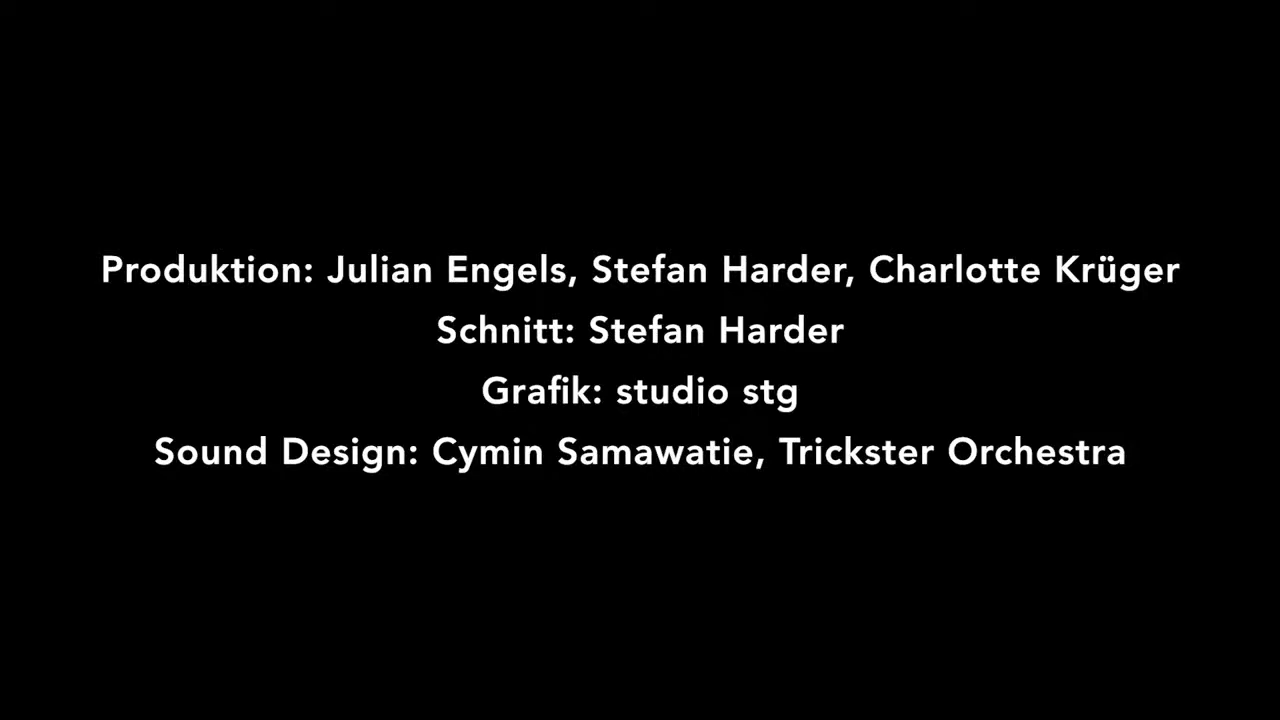 Produktion: Julian Engels, Stefan Harder, Charlotte Krüger
Schnitt: Stefan Harder
Grafik: studio stg
Sound Design: Cymin Samawatie, Trickster Orchestra